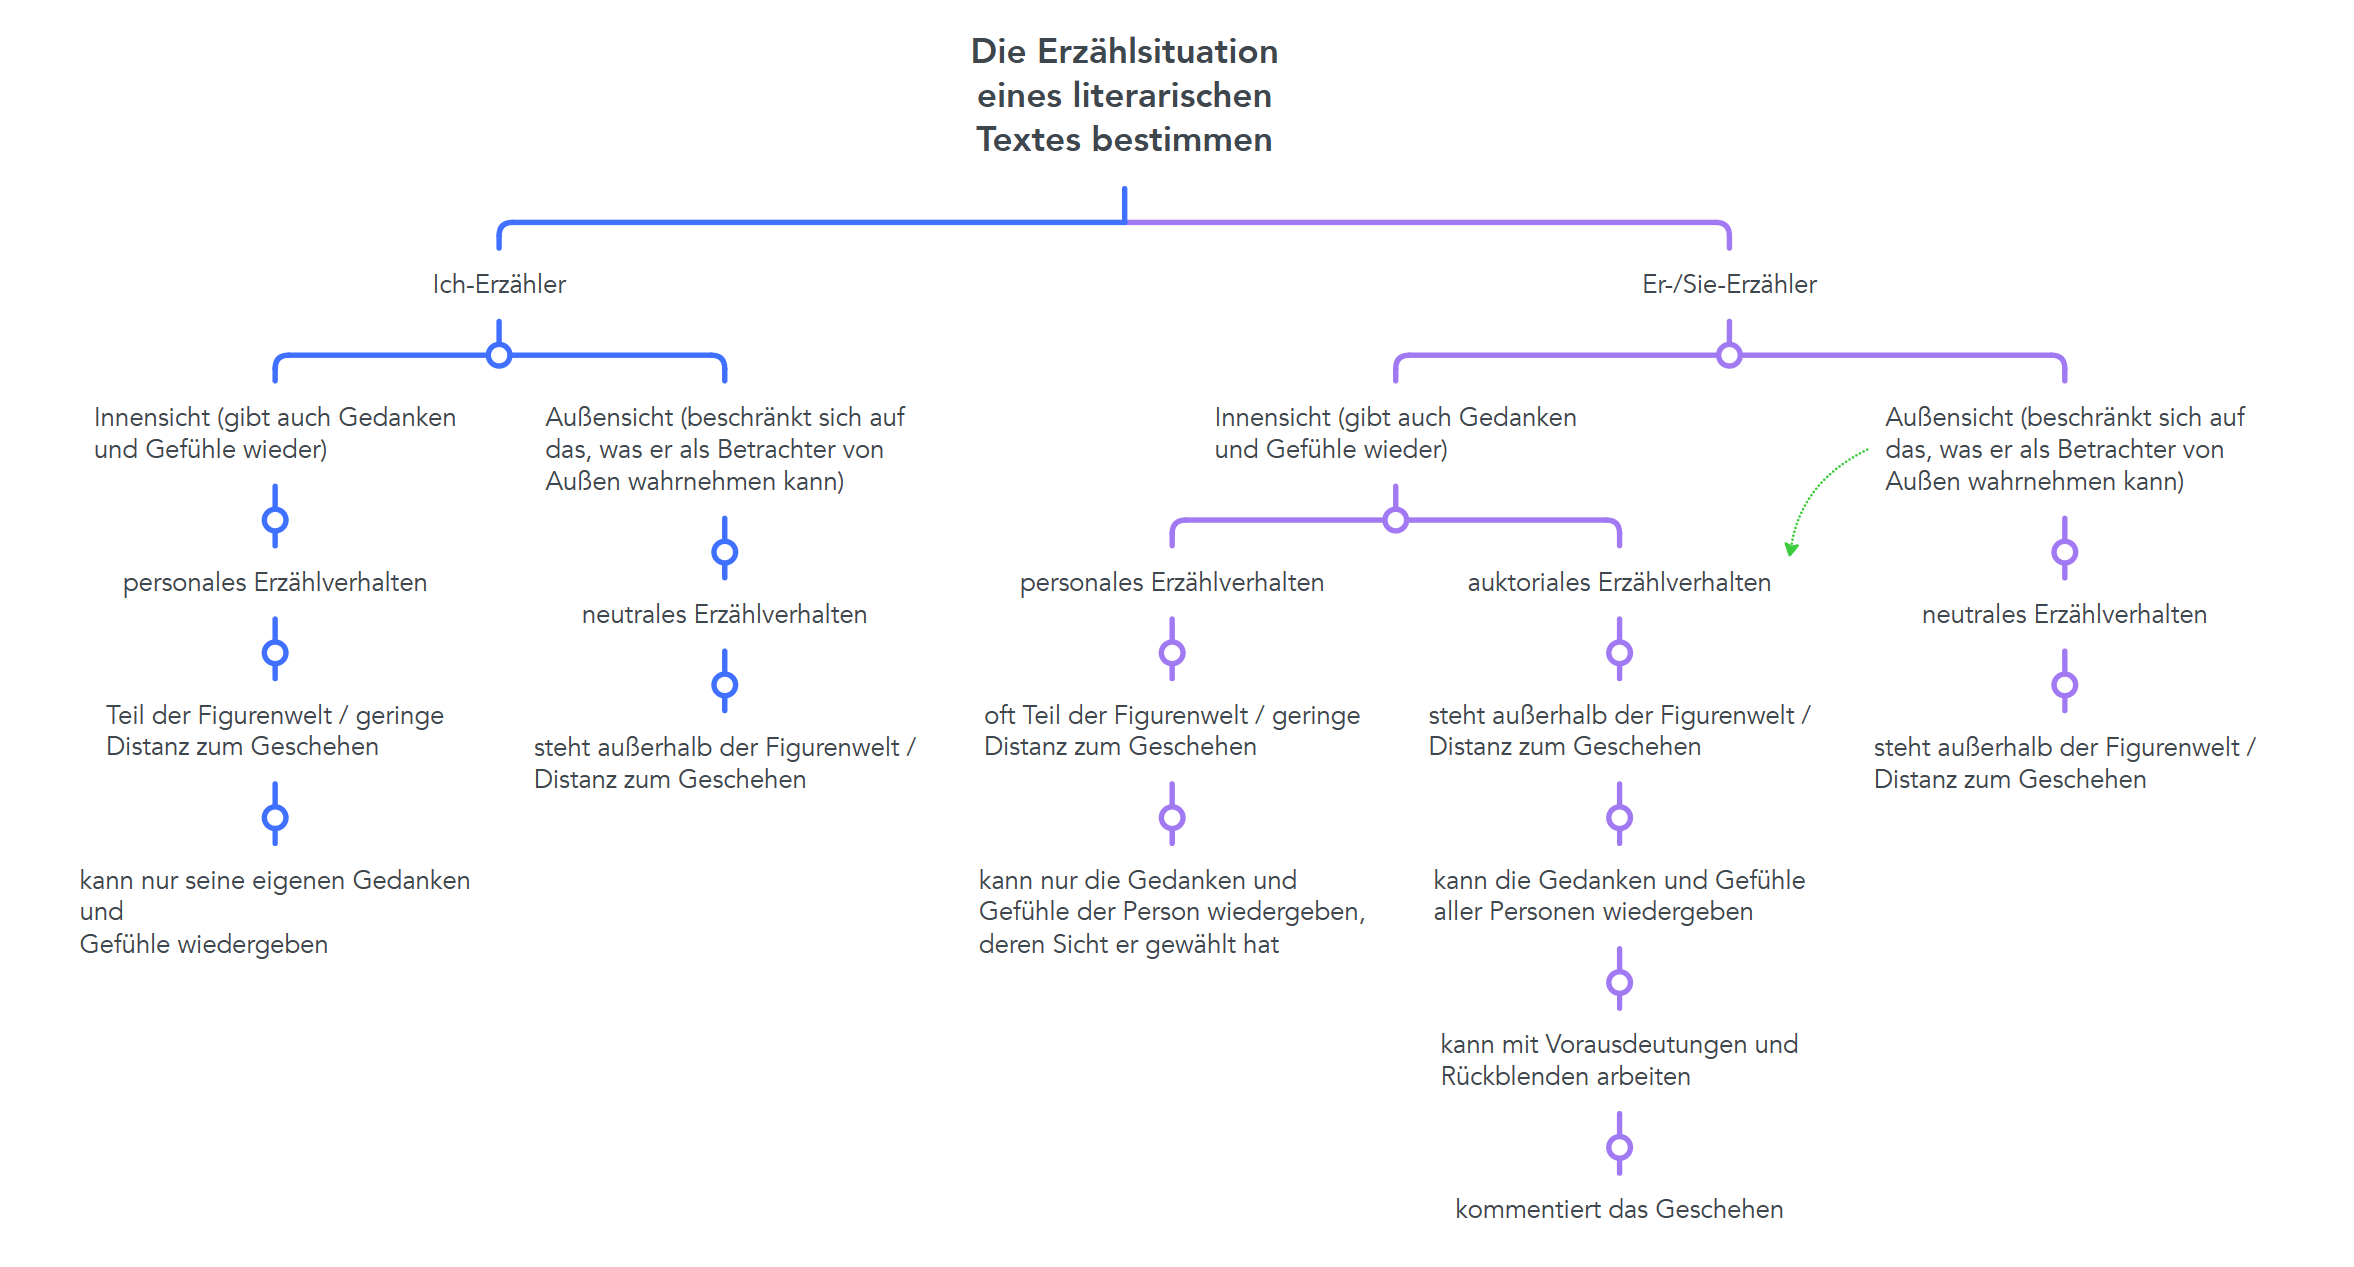 Die Erzählsituation
eines literarischen
Textes bestimmen
Ich-Erzähler
Innensicht (gibt auch Gedanken
und Gefühle wieder)
personales Erzählverhalten
Teil der Figurenwelt / geringe
Distanz zum Geschehen
kann nur seine eigenen Gedanken
und
Gefühle wiedergeben
Außensicht (beschränkt sich auf
das, was er als Betrachter von
Außen wahrnehmen kann)
neutrales Erzählverhalten
steht außerhalb der Figurenwelt /
Distanz zum Geschehen
Er-/Sie-Erzähler
Innensicht (gibt auch Gedanken
und Gefühle wieder)
personales Erzählverhalten
oft Teil der Figurenwelt / geringe
Distanz zum Geschehen
kann nur die Gedanken und
Gefühle der Person wiedergeben,
deren Sicht er gewählt hat
auktoriales Erzählverhalten
steht außerhalb der Figurenwelt /
Distanz zum Geschehen
kann die Gedanken und Gefühle
aller Personen wiedergeben
kann mit Vorausdeutungen und
Rückblenden arbeiten
kommentiert das Geschehen
Außensicht (beschränkt sich auf
das, was er als Betrachter von
Außen wahrnehmen kann)
neutrales Erzählverhalten
steht außerhalb der Figurenwelt /
Distanz zum Geschehen